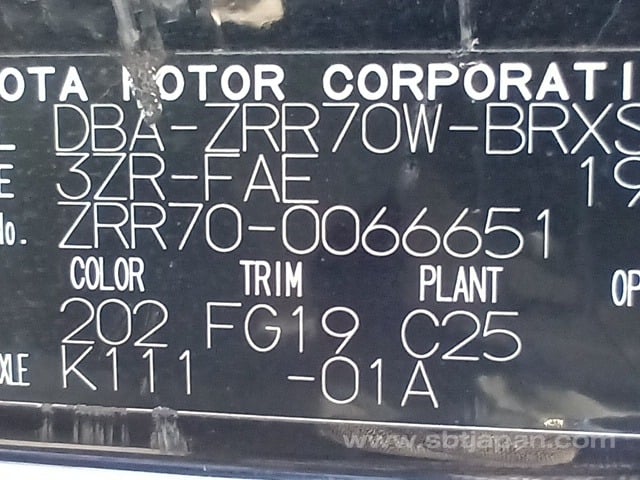 OTA MOTOR CORPORATI
L DBA-ZRR70W-BRXS
E 3ZR-FAE 19
No. ZRR70-0066651
COLOR TRIM PLANT OP
202 FG19 C25
XLE K111 -01A
www.sbtjapan.com